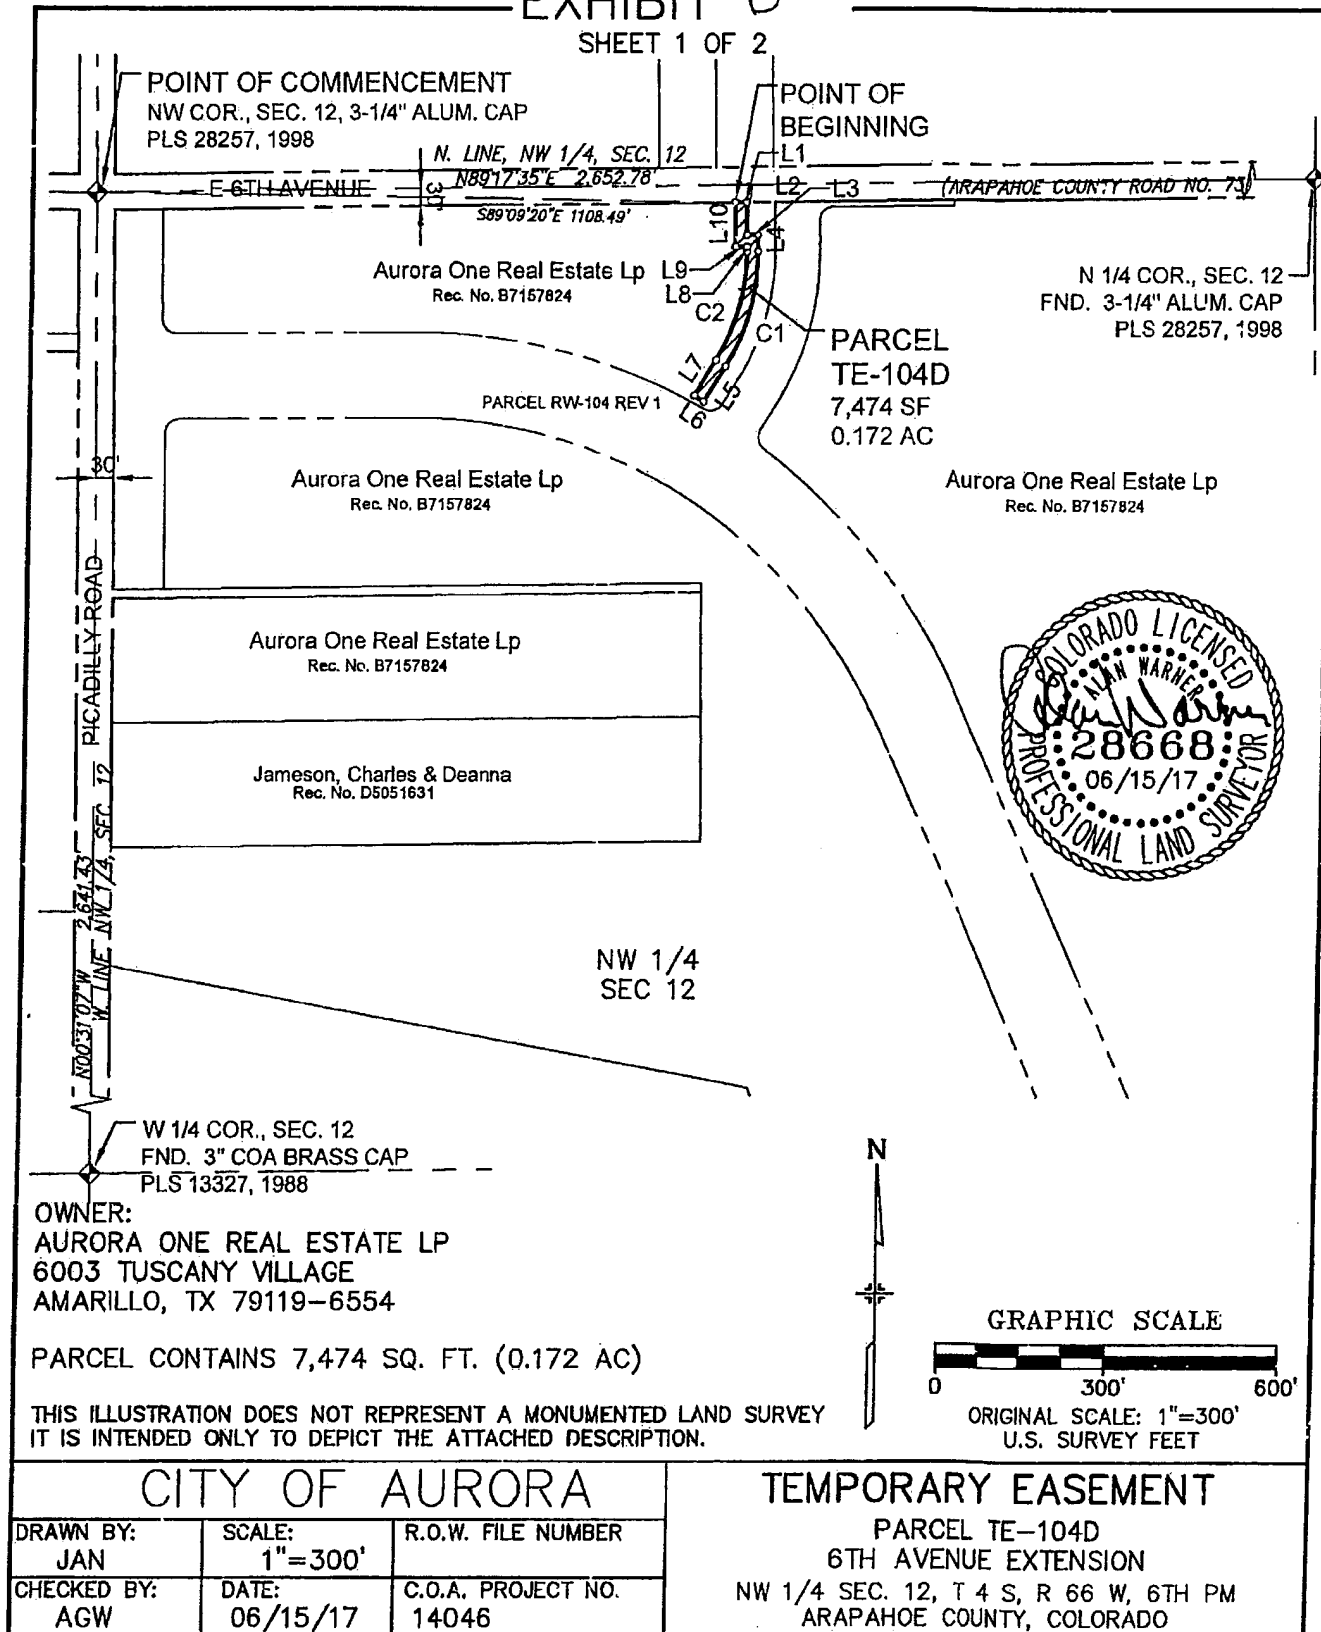 EXHIBIT
SHEET 1 OF 2
POINT OF COMMENCEMENT
NW COR., SEC. 12, 3-1/4" ALUM. CAP
PLS 28257, 1998
POINT OF
BEGINNING
N. LINE, NW 1/4, SEC. 12
L1
E 6TH AVENUE
30'
N89°17'35"E 2,652.78'
L2
L3
(ARAPAHOE COUNTY ROAD NO. 73)
S89°09'20"E 1108.49'
L10
L4
Aurora One Real Estate Lp
Rec. No. B7157824
L9
L8
C2
C1
N 1/4 COR., SEC. 12
FND. 3-1/4" ALUM. CAP
PLS 28257, 1998
PARCEL
TE-104D
7,474 SF
0.172 AC
L7
L5
L6
PARCEL RW-104 REV 1
30'
Aurora One Real Estate Lp
Rec. No. B7157824
Aurora One Real Estate Lp
Rec. No. B7157824
PICADILLY ROAD
Aurora One Real Estate Lp
Rec. No. B7157824
COLORADO LICENSED
ALAN WARNER
28668
06/15/17
PROFESSIONAL LAND SURVEYOR
Jameson, Charles & Deanna
Rec. No. D5051631
N00°31'07"W 2,641.43'
W. LINE NW 1/4, SEC. 12
NW 1/4
SEC 12
W 1/4 COR., SEC. 12
FND. 3" COA BRASS CAP
PLS 13327, 1988
N
OWNER:
AURORA ONE REAL ESTATE LP
6003 TUSCANY VILLAGE
AMARILLO, TX 79119-6554
PARCEL CONTAINS 7,474 SQ. FT. (0.172 AC)
GRAPHIC SCALE
0 300' 600'
ORIGINAL SCALE: 1"=300'
U.S. SURVEY FEET
THIS ILLUSTRATION DOES NOT REPRESENT A MONUMENTED LAND SURVEY
IT IS INTENDED ONLY TO DEPICT THE ATTACHED DESCRIPTION.
CITY OF AURORA
DRAWN BY:
JAN
SCALE:
1"=300'
R.O.W. FILE NUMBER
CHECKED BY:
AGW
DATE:
06/15/17
C.O.A. PROJECT NO.
14046
TEMPORARY EASEMENT
PARCEL TE-104D
6TH AVENUE EXTENSION
NW 1/4 SEC. 12, T 4 S, R 66 W, 6TH PM
ARAPAHOE COUNTY, COLORADO